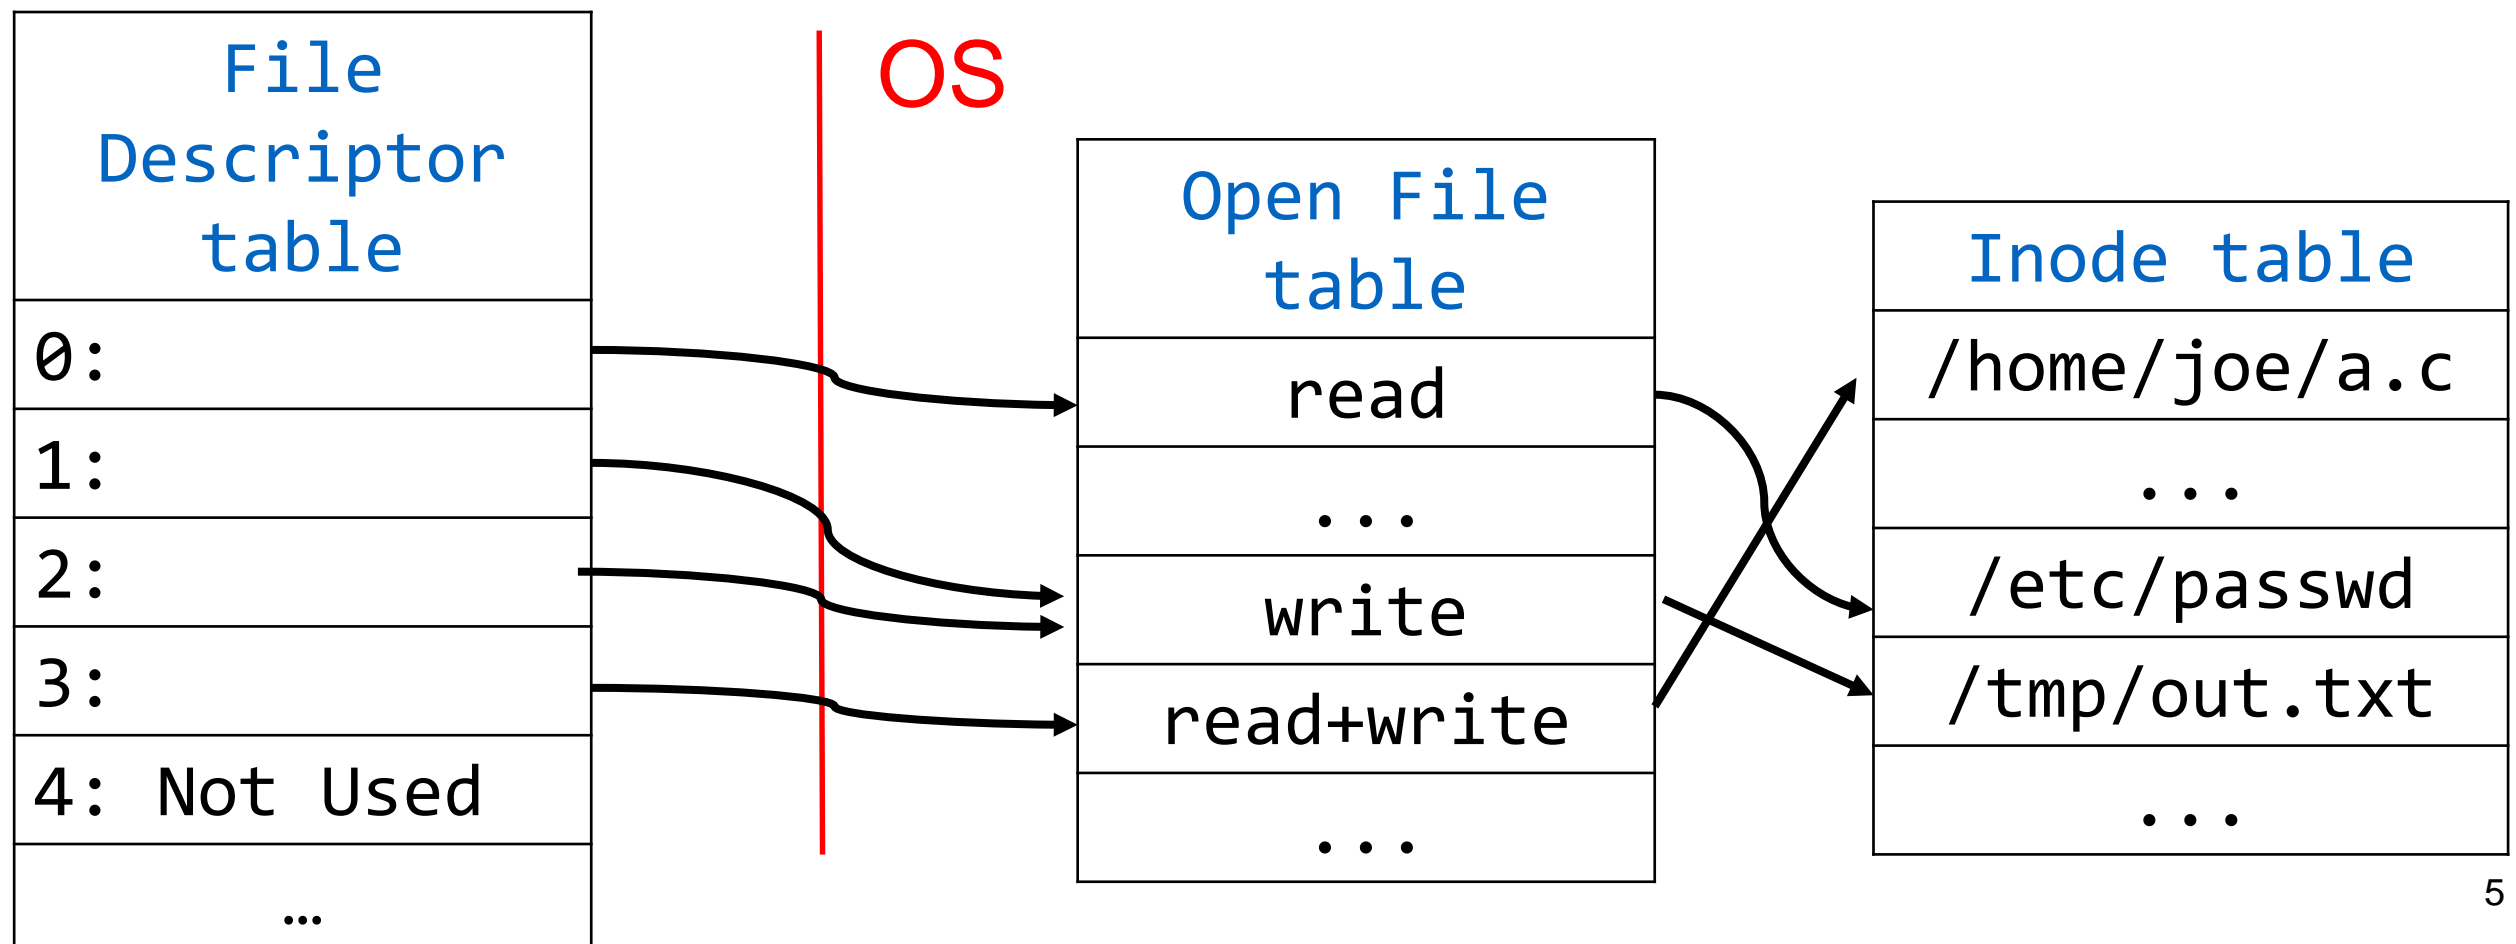 File
Descriptor
table
0:
1:
2:
3:
4: Not Used
…
OS
Open File
table
read
...
write
read+write
...
Inode table
/home/joe/a.c
...
/etc/passwd
/tmp/out.txt
...
5